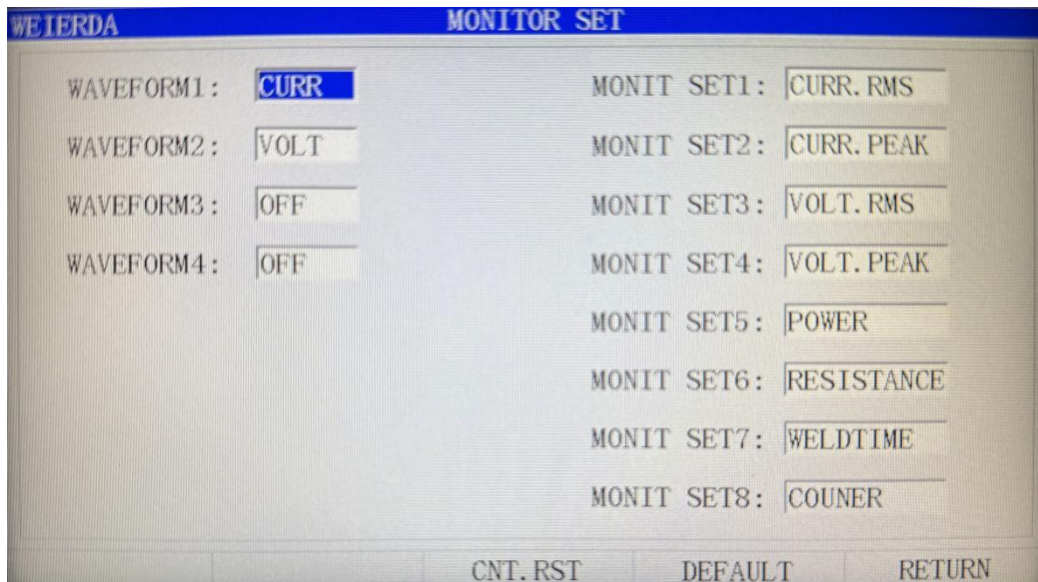 WEIERDA MONITOR SET
WAVEFORM1: CURR MONIT SET1: CURR.RMS
WAVEFORM2: VOLT MONIT SET2: CURR.PEAK
WAVEFORM3: OFF MONIT SET3: VOLT.RMS
WAVEFORM4: OFF MONIT SET4: VOLT.PEAK
MONIT SET5: POWER
MONIT SET6: RESISTANCE
MONIT SET7: WELDTIME
MONIT SET8: COUNER
CNT.RST DEFAULT RETURN